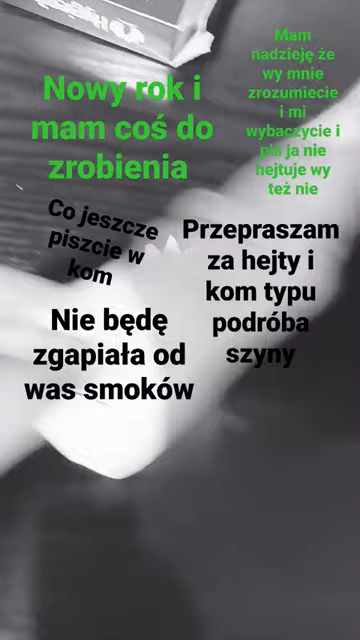 Nowy rok i
mam coś do
zrobienia
Mam
nadzieję że
wy mnie
zrozumiecie
i mi
wybaczycie i
pls ja nie
hejtuje wy
też nie
Co jeszcze
piszcie w
kom
Przepraszam
za hejty i
kom typu
podróba
szyny
Nie będę
zgapiała od
was smoków